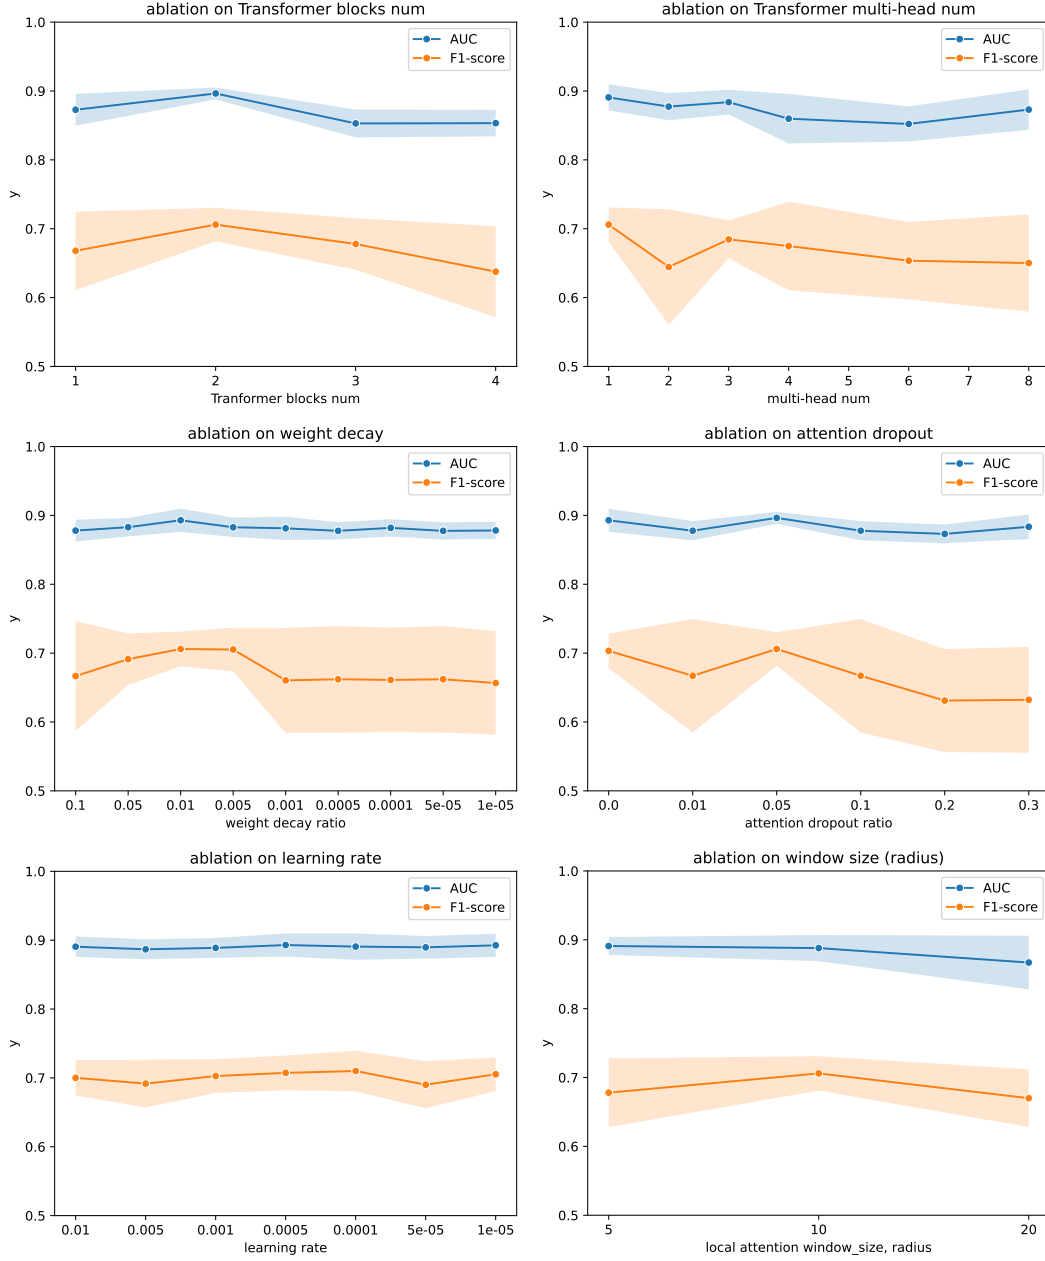 ablation on Transformer blocks num
1.0
0.9
0.8
0.7
0.6
0.5
y
AUC
F1-score
1 2 3 4
Tranformer blocks num
ablation on Transformer multi-head num
1.0
0.9
0.8
0.7
0.6
0.5
y
AUC
F1-score
1 2 3 4 5 6 7 8
multi-head num
ablation on weight decay
1.0
0.9
0.8
0.7
0.6
0.5
y
AUC
F1-score
0.1 0.05 0.01 0.005 0.001 0.0005 0.0001 5e-05 1e-05
weight decay ratio
ablation on attention dropout
1.0
0.9
0.8
0.7
0.6
0.5
y
AUC
F1-score
0.0 0.01 0.05 0.1 0.2 0.3
attention dropout ratio
ablation on learning rate
1.0
0.9
0.8
0.7
0.6
0.5
y
AUC
F1-score
0.01 0.005 0.001 0.0005 0.0001 5e-05 1e-05
learning rate
ablation on window size (radius)
1.0
0.9
0.8
0.7
0.6
0.5
y
AUC
F1-score
5 10 20
local attention window_size, radius